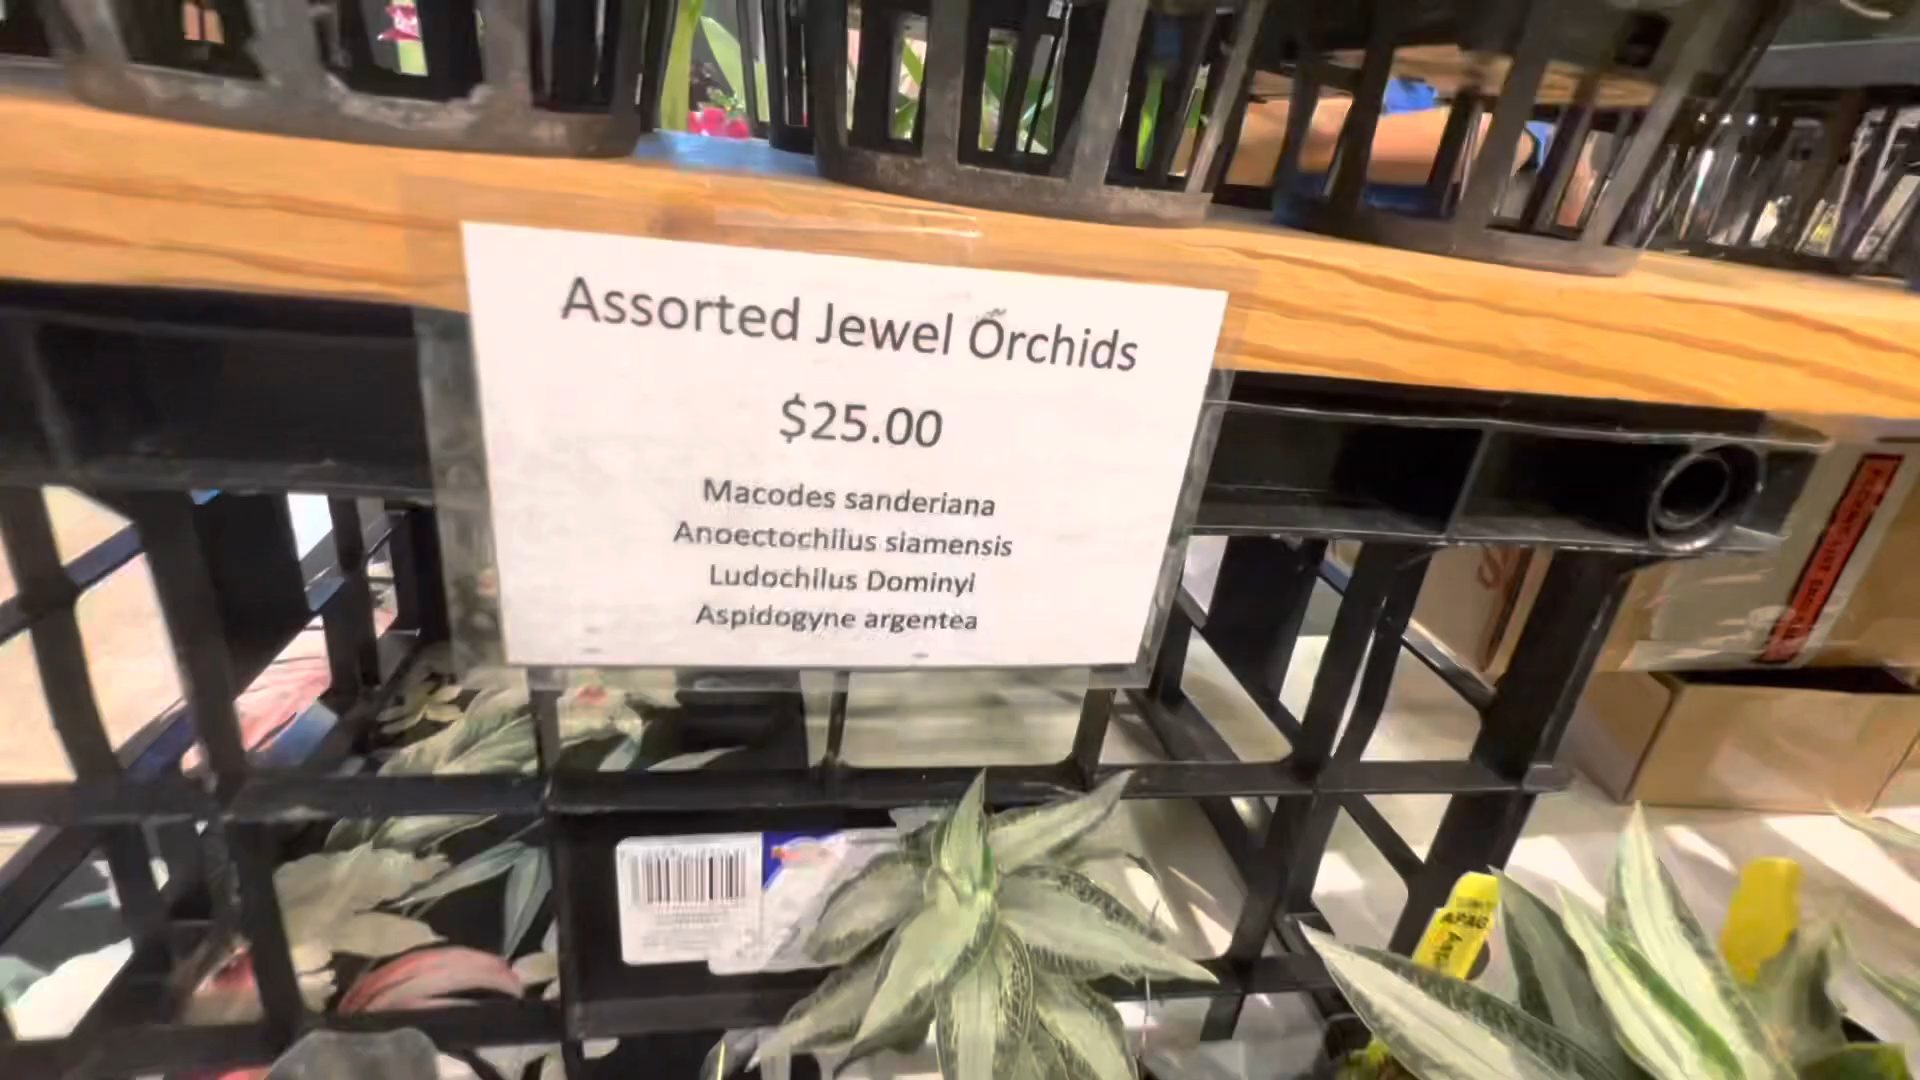 Assorted Jewel Orchids
$25.00
Macodes sanderiana
Anoectochilus siamensis
Ludochilus Dominyi
Aspidogyne argentea